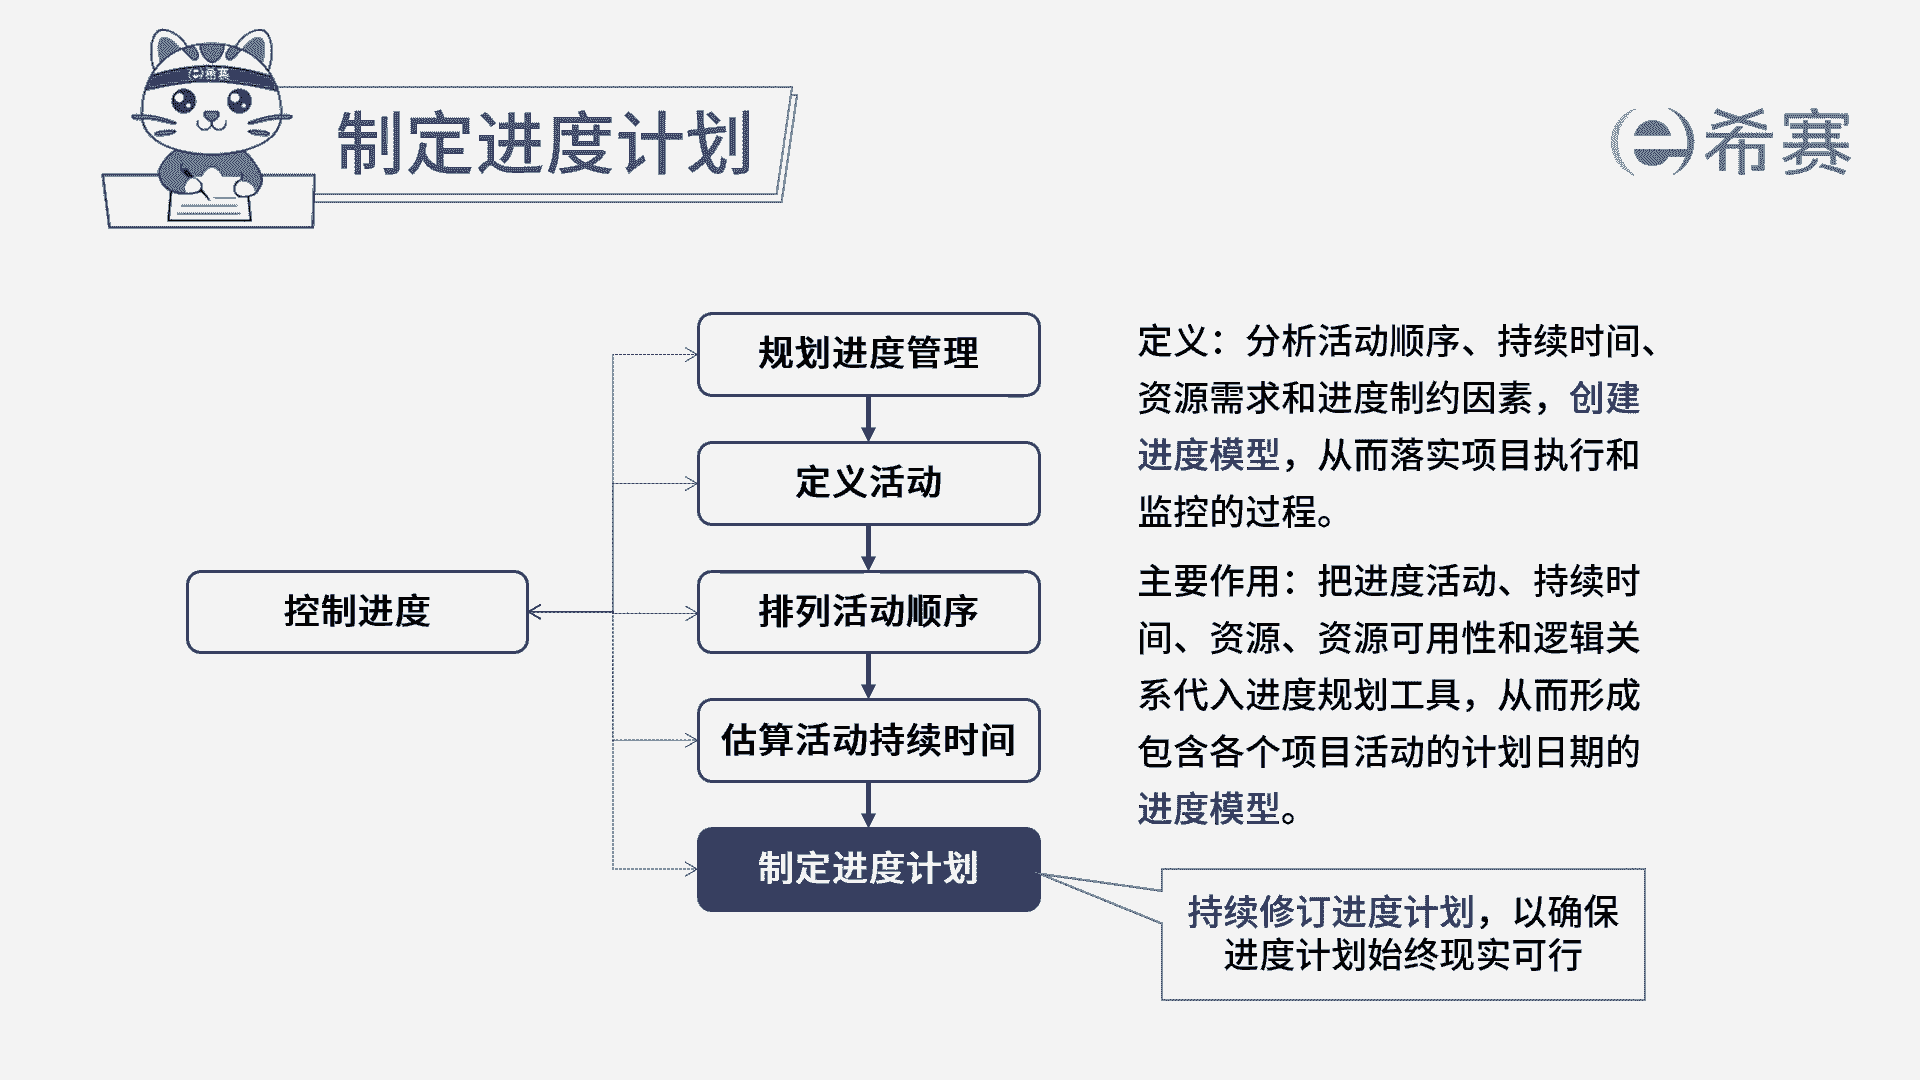 希赛
制定进度计划
希赛
规划进度管理
定义活动
控制进度
排列活动顺序
估算活动持续时间
制定进度计划
定义：分析活动顺序、持续时间、
资源需求和进度制约因素，创建
进度模型，从而落实项目执行和
监控的过程。
主要作用：把进度活动、持续时
间、资源、资源可用性和逻辑关
系代入进度规划工具，从而形成
包含各个项目活动的计划日期的
进度模型。
持续修订进度计划，以确保
进度计划始终现实可行